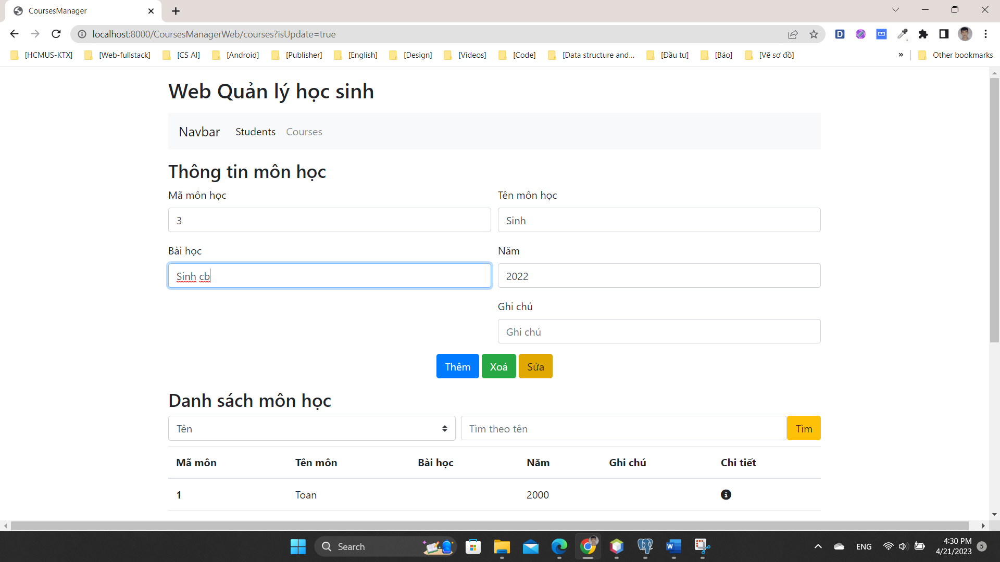 CoursesManager
localhost:8000/CoursesManagerWeb/courses?isUpdate=true
[HCMUS-KTX] [Web-fullstack] [CS AI] [Android] [Publisher] [English] [Design] [Videos] [Code] [Data structure and... [Đầu tư] [Báo] [Vẽ sơ đồ] » Other bookmarks
Web Quản lý học sinh
Navbar Students Courses
Thông tin môn học
Mã môn học Tên môn học
3 Sinh
Bài học Năm
Sinh cb 2022
Ghi chú
Ghi chú
Thêm Xoá Sửa
Danh sách môn học
Tên Tìm theo tên Tìm
Mã môn Tên môn Bài học Năm Ghi chú Chi tiết
1 Toan 2000
Search ENG 4:30 PM
4/21/2023 5